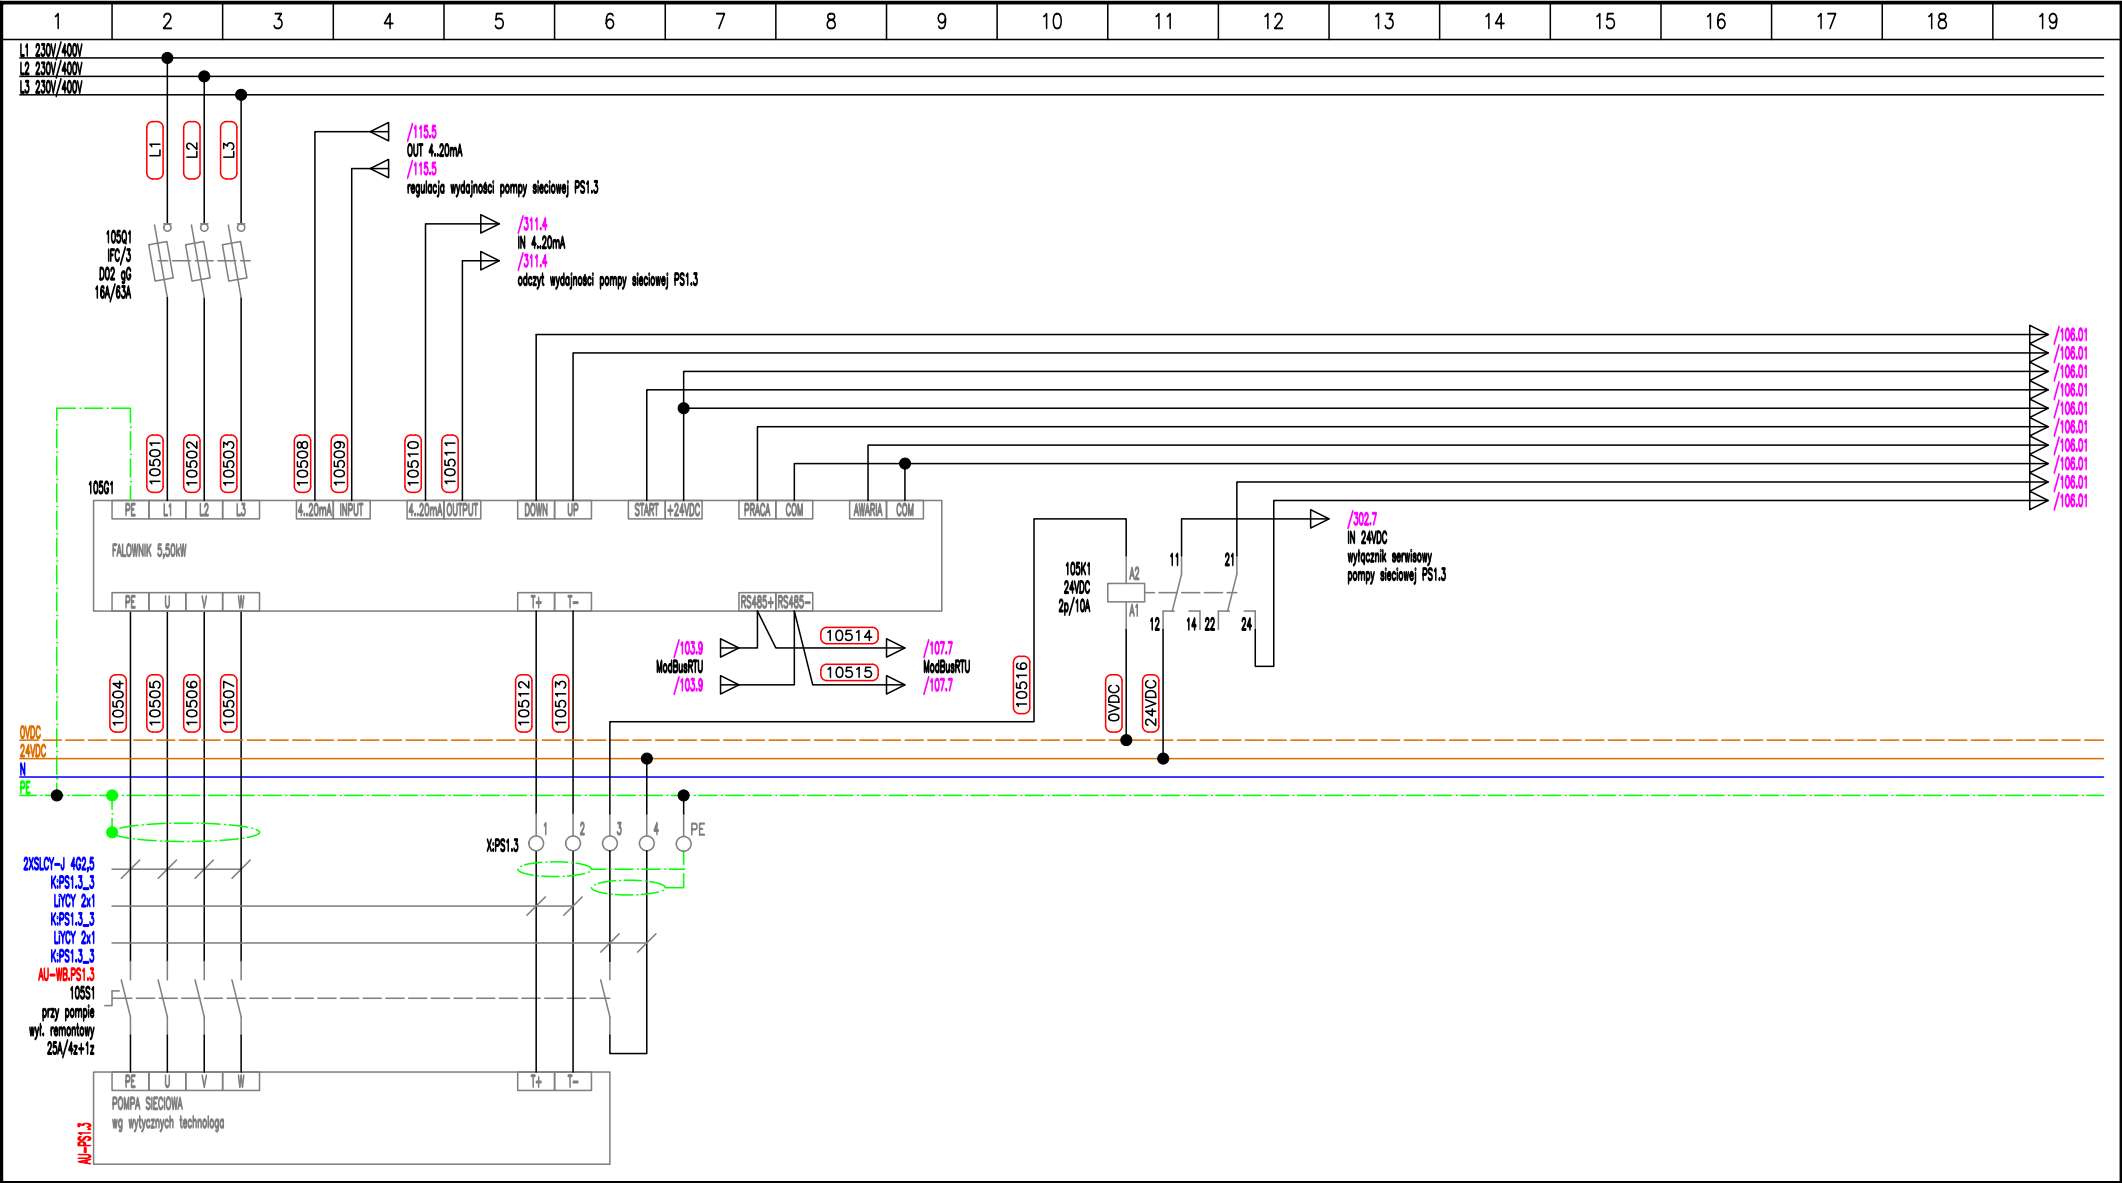 1 2 3 4 5 6 7 8 9 10 11 12 13 14 15 16 17 18 19
L1 230V/400V
L2 230V/400V
L3 230V/400V
L1 L2 L3
/115.5
OUT 4..20mA
/115.5
regulacja wydajności pompy sieciowej PS1.3
/311.4
IN 4..20mA
/311.4
odczyt wydajności pompy sieciowej PS1.3
105Q1
IFC/3
D02 gG
16A/63A
/106.01
/106.01
/106.01
/106.01
/106.01
/106.01
/106.01
/106.01
/106.01
/106.01
10501 10502 10503 10508 10509 10510 10511
105G1
PE L1 L2 L3 4..20mA INPUT 4..20mA OUTPUT DOWN UP START +24VDC PRACA COM AWARIA COM
FALOWNIK 5,50kW
PE U V W T+ T- RS485+ RS485-
/302.7
IN 24VDC
wyłącznik serwisowy
pompy sieciowej PS1.3
105K1
24VDC
2p/10A
A2
A1
11 21
12 14 22 24
/103.9
ModBusRTU
/103.9
10514
10515
/107.7
ModBusRTU
/107.7
10504 10505 10506 10507 10512 10513 10516 0VDC 24VDC
0VDC
24VDC
N
PE
X:PS1.3
1 2 3 4 PE
2XSLCY-J 4G2,5
K:PS1.3_3
LiYCY 2x1
K:PS1.3_3
LiYCY 2x1
K:PS1.3_3
AU-WB.PS1.3
105S1
przy pompie
wył. remontowy
25A/4z+1z
PE U V W T+ T-
POMPA SIECIOWA
wg wytycznych technologa
AU-PS1.3